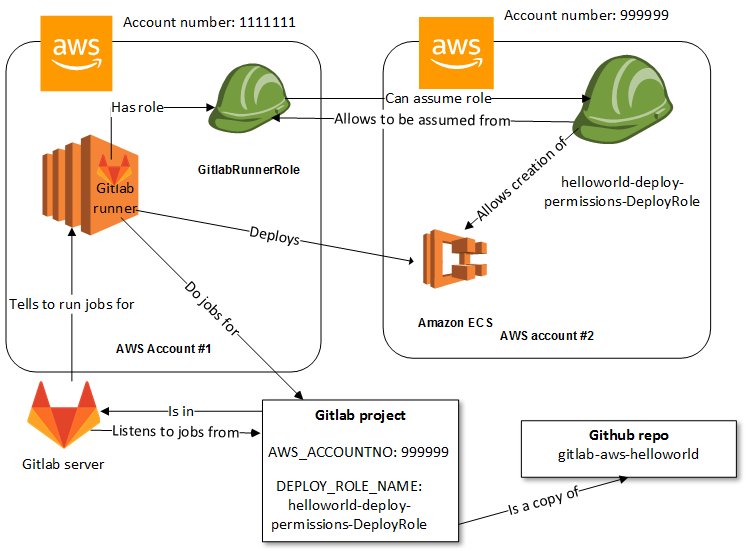 Account number: 1111111
Account number: 999999
aws
aws
Has role
Can assume role
Allows to be assumed from
GitlabRunnerRole
Gitlab
runner
helloworld-deploy-
permissions-DeployRole
Allows creation of
Deploys
Do jobs for
Tells to run jobs for
Amazon ECS
AWS account #2
AWS Account #1
Is in
Listens to jobs from
Gitlab server
Gitlab project
AWS_ACCOUNTNO: 999999
DEPLOY_ROLE_NAME:
helloworld-deploy-
permissions-DeployRole
Github repo
gitlab-aws-helloworld
Is a copy of